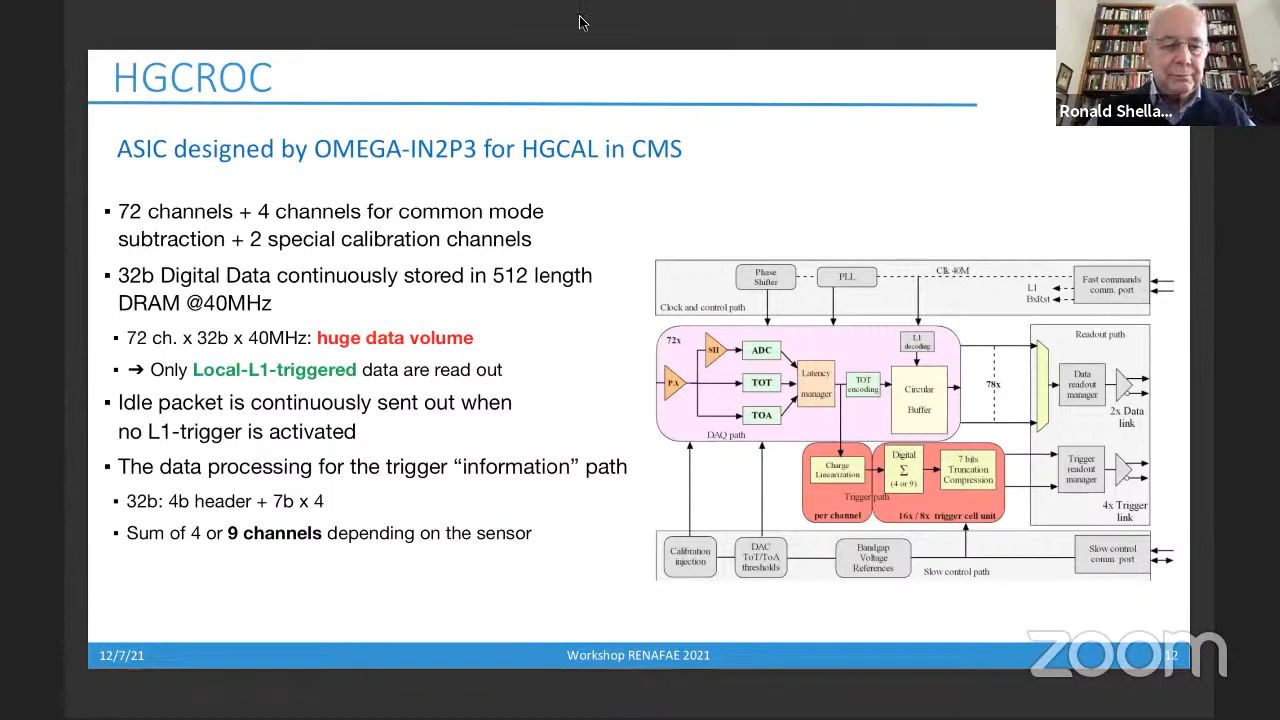 HGCROC
Ronald Shella...
ASIC designed by OMEGA-IN2P3 for HGCAL in CMS
▪ 72 channels + 4 channels for common mode
subtraction + 2 special calibration channels
▪ 32b Digital Data continuously stored in 512 length
DRAM @40MHz
▪ 72 ch. x 32b x 40MHz: huge data volume
▪ ➔ Only Local-L1-triggered data are read out
▪ Idle packet is continuously sent out when
no L1-trigger is activated
▪ The data processing for the trigger “information” path
▪ 32b: 4b header + 7b x 4
▪ Sum of 4 or 9 channels depending on the sensor
Phase
Shifter
PLL
Clk 40M
L1
BxRst
Fast commands
comm. port
Clock and control path
72x
PA
SH
ADC
TOT
TOA
Latency
manager
TOT
encoding
L1
decoding
Circular
Buffer
DAQ path
78x
Readout path
Data
readout
manager
2x Data
link
Charge
Linearization
Digital
Σ
(4 or 9)
7 bits
Truncation
Compression
Trigger path
per channel
16x / 8x trigger cell unit
Trigger
readout
manager
4x Trigger
link
Calibration
injection
DAC
ToT/ToA
thresholds
Bandgap
Voltage
References
Slow control path
Slow control
comm. port
12/7/21
Workshop RENAFAE 2021
12
zoom